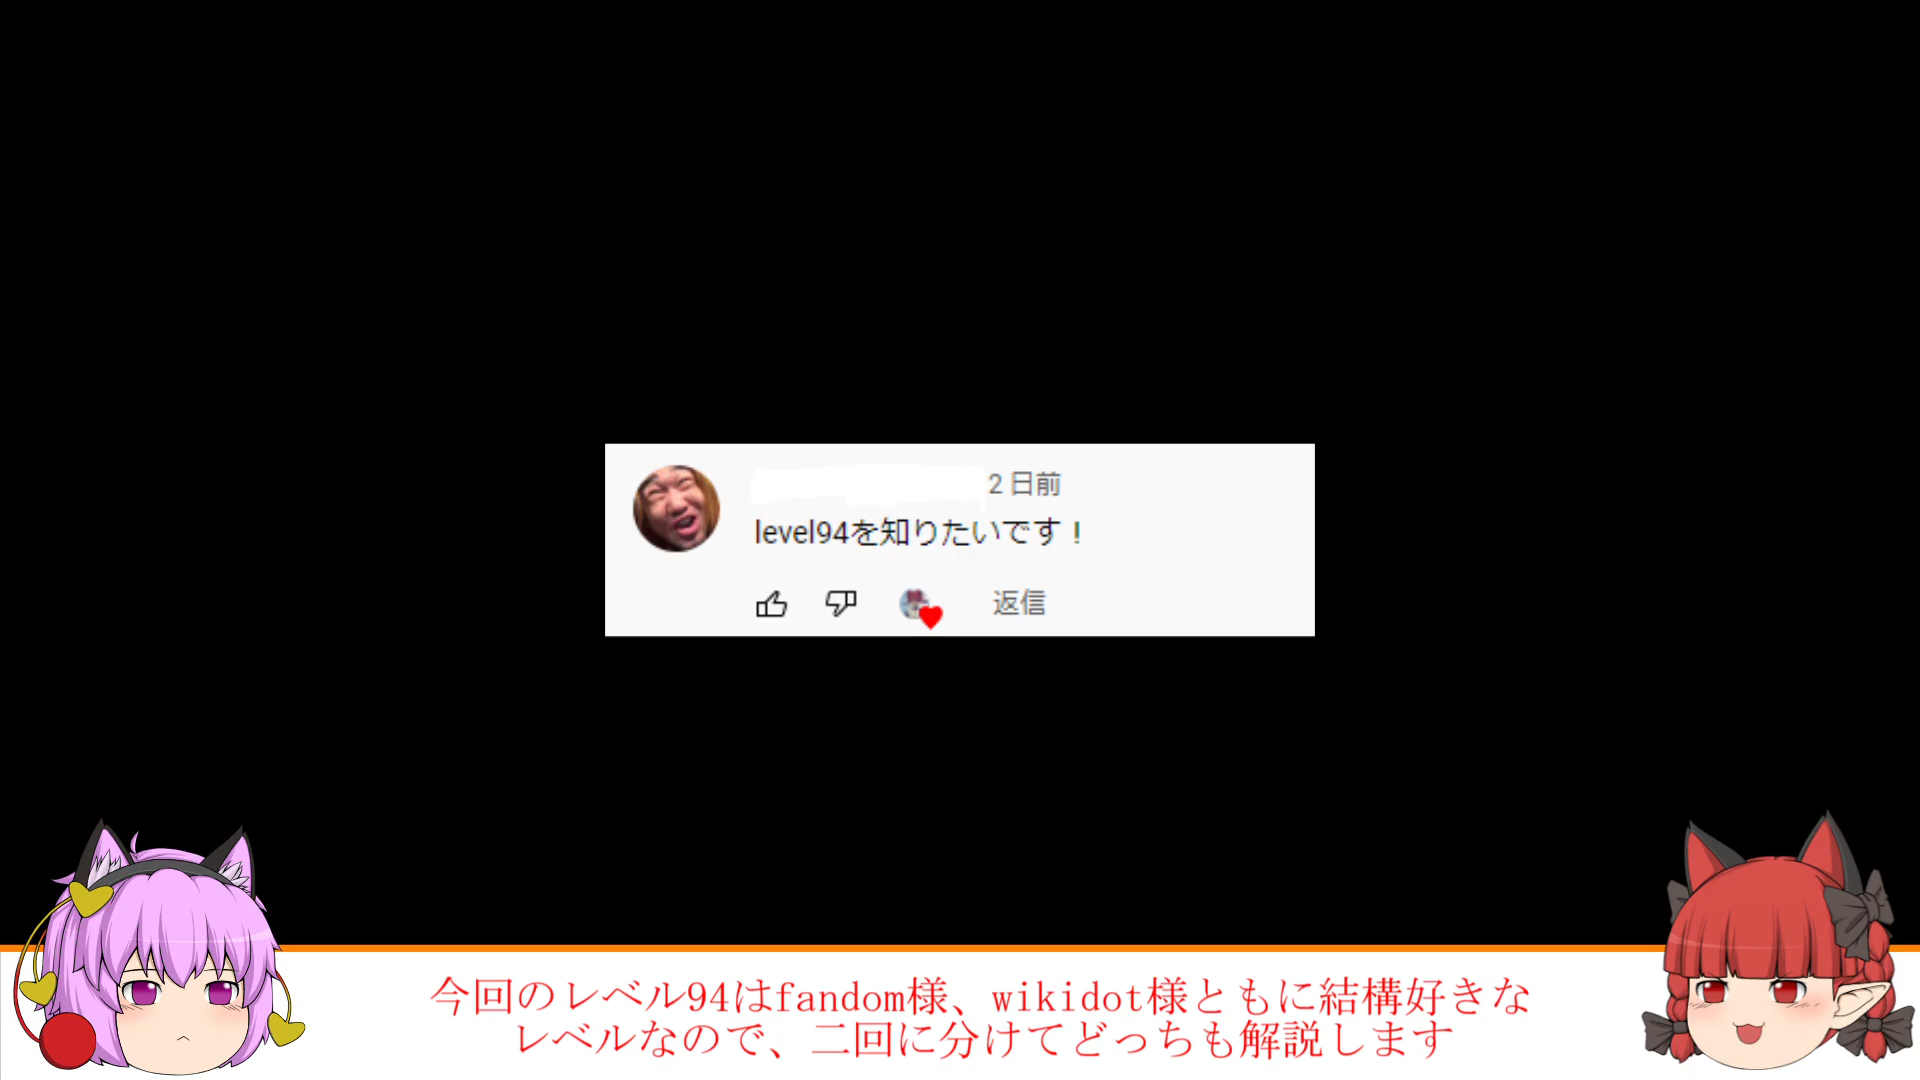 2 日前
level94を知りたいです！
返信
今回のレベル94はfandom様、wikidot様ともに結構好きな
レベルなので、二回に分けてどっちも解説します